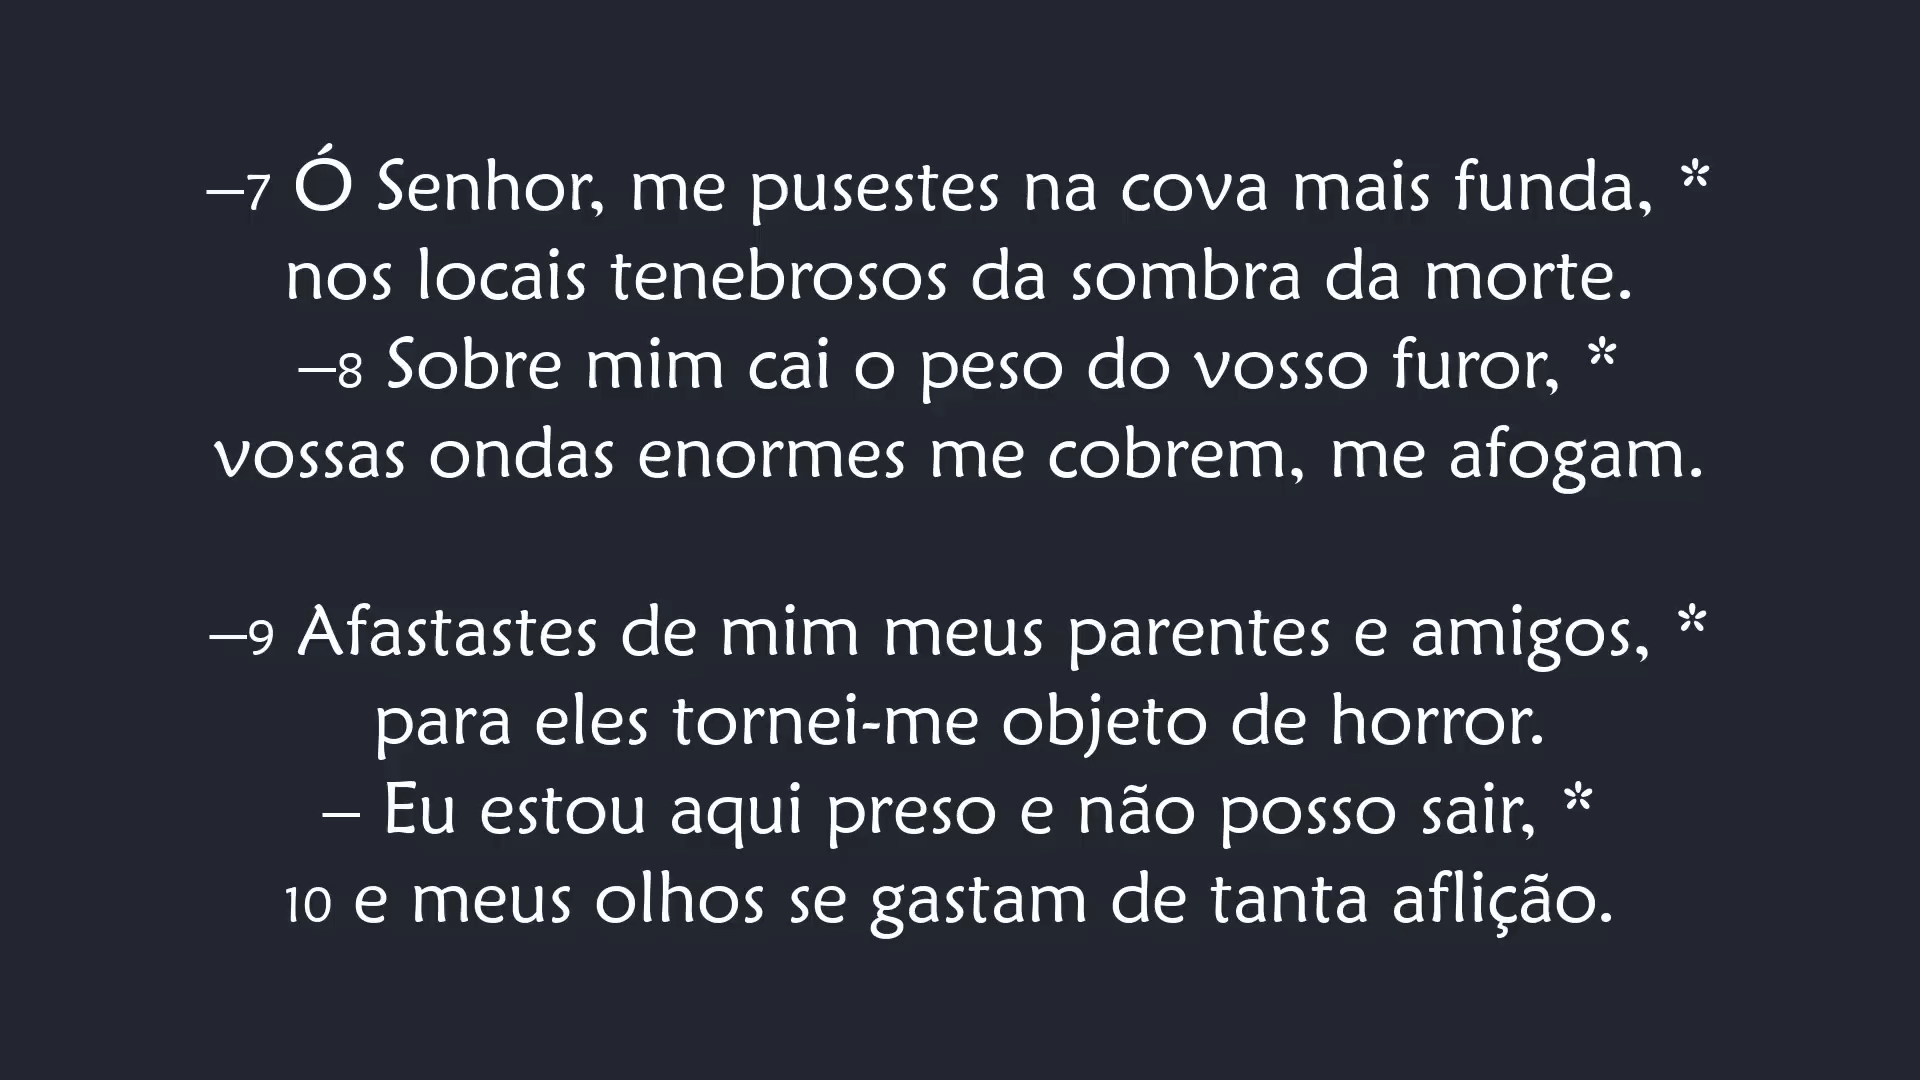 –7 Ó Senhor, me pusestes na cova mais funda, *
nos locais tenebrosos da sombra da morte.
–8 Sobre mim cai o peso do vosso furor, *
vossas ondas enormes me cobrem, me afogam.
–9 Afastastes de mim meus parentes e amigos, *
para eles tornei-me objeto de horror.
– Eu estou aqui preso e não posso sair, *
10 e meus olhos se gastam de tanta aflição.